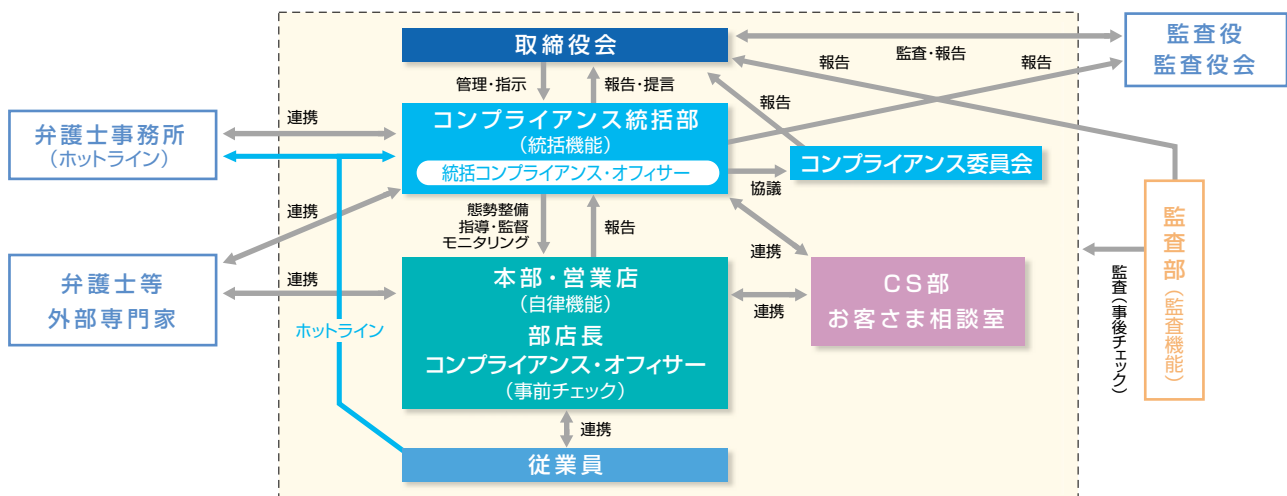 取締役会
監査・報告
報告
報告
監査役
監査役会
管理・指示
報告・提言
報告
連携
弁護士事務所
（ホットライン）
コンプライアンス統括部
（統括機能）
統括コンプライアンス・オフィサー
協議
コンプライアンス委員会
連携
態勢整備
指導・監督
モニタリング
報告
連携
監査部（監査機能）
監査（事後チェック）
弁護士等
外部専門家
連携
ホットライン
本部・営業店
（自律機能）
部店長
コンプライアンス・オフィサー
（事前チェック）
連携
CS部
お客さま相談室
連携
従業員